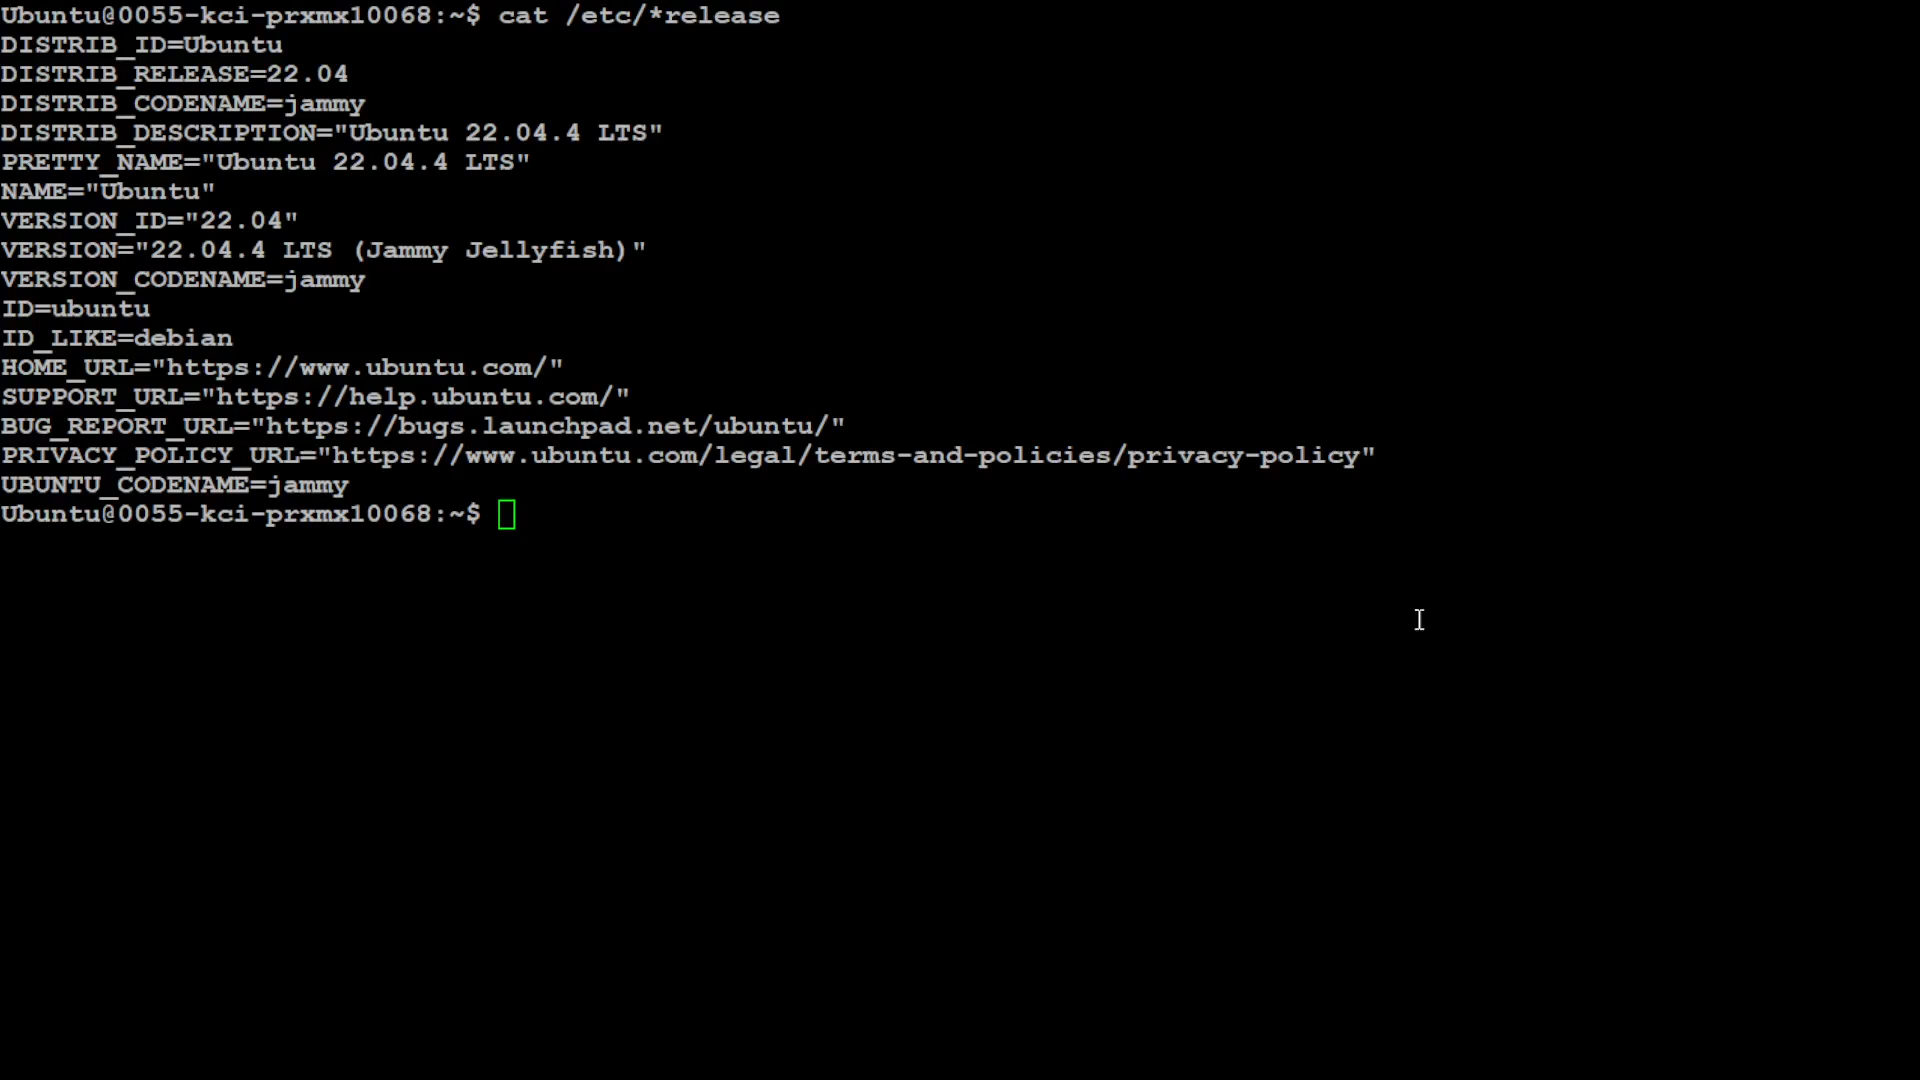 Ubuntu@0055-kci-prxmx10068:~$ cat /etc/*release
DISTRIB_ID=Ubuntu
DISTRIB_RELEASE=22.04
DISTRIB_CODENAME=jammy
DISTRIB_DESCRIPTION="Ubuntu 22.04.4 LTS"
PRETTY_NAME="Ubuntu 22.04.4 LTS"
NAME="Ubuntu"
VERSION_ID="22.04"
VERSION="22.04.4 LTS (Jammy Jellyfish)"
VERSION_CODENAME=jammy
ID=ubuntu
ID_LIKE=debian
HOME_URL="https://www.ubuntu.com/"
SUPPORT_URL="https://help.ubuntu.com/"
BUG_REPORT_URL="https://bugs.launchpad.net/ubuntu/"
PRIVACY_POLICY_URL="https://www.ubuntu.com/legal/terms-and-policies/privacy-policy"
UBUNTU_CODENAME=jammy
Ubuntu@0055-kci-prxmx10068:~$